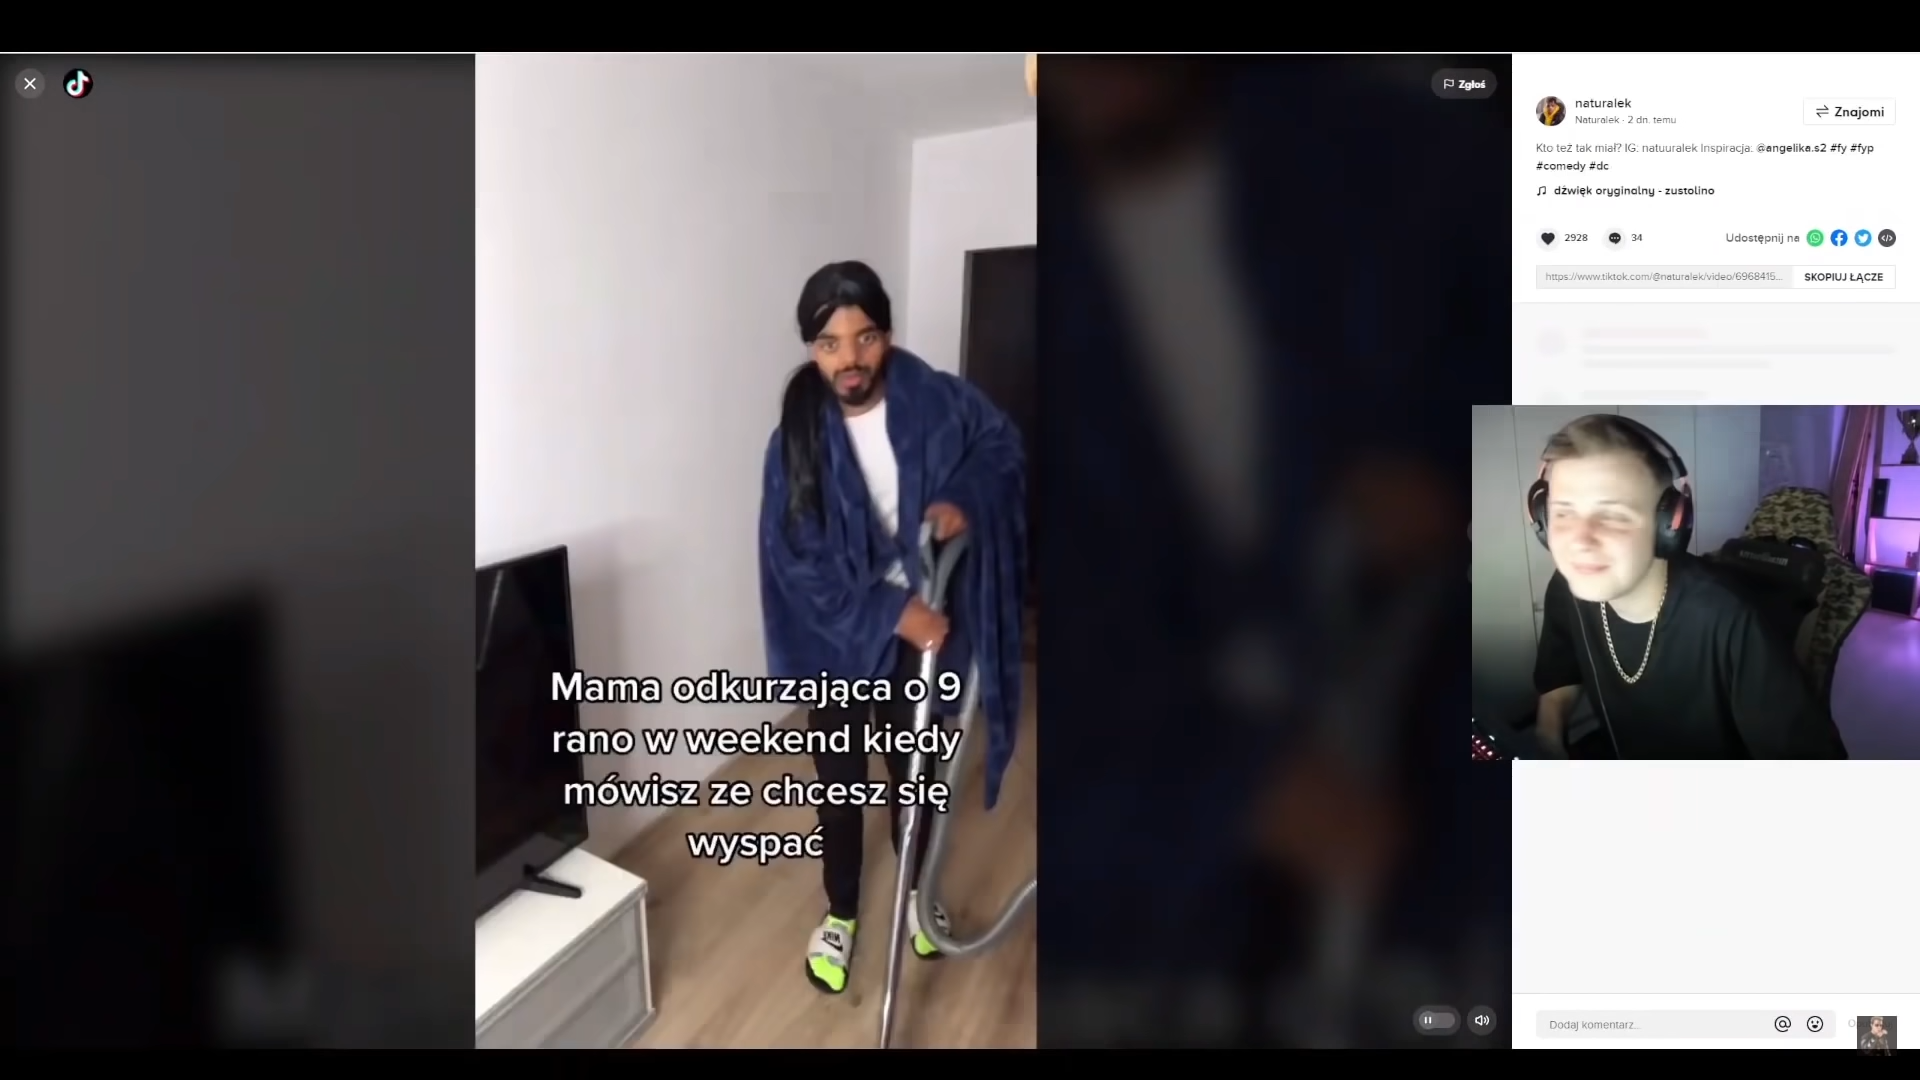 Zgłoś
naturalek
Naturalek · 2 dn. temu
Znajomi
Kto też tak miał? IG: natuuralek Inspiracja: @angelika.s2 #fy #fyp
#comedy #dc
dźwięk oryginalny - zustolino
2928
34
Udostępnij na
https://www.tiktok.com/@naturalek/video/6968415...
SKOPIUJ ŁĄCZE
Mama odkurzająca o 9
rano w weekend kiedy
mówisz ze chcesz się
wyspać
Dodaj komentarz...